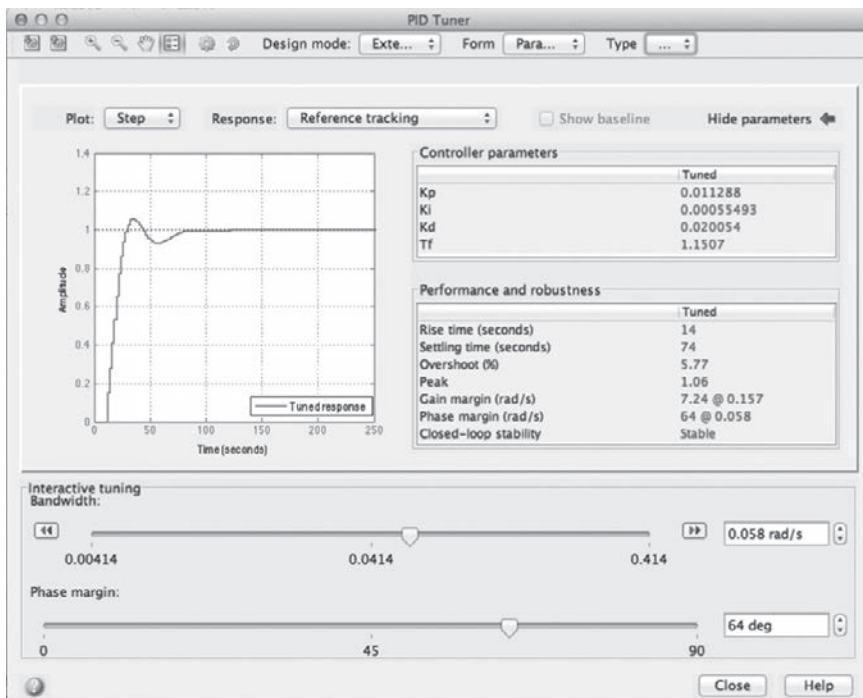 PID Tuner
Design mode: Exte... Form Para... Type ...
Plot: Step Response: Reference tracking Show baseline Hide parameters
1.4
1.2
1
0.8
0.6
0.4
0.2
0
Amplitude
0 50 100 150 200 250
Time (seconds)
Tuned response
Controller parameters
Tuned
Kp 0.011288
Ki 0.00055493
Kd 0.020054
Tf 1.1507
Performance and robustness
Tuned
Rise time (seconds) 14
Settling time (seconds) 74
Overshoot (%) 5.77
Peak 1.06
Gain margin (rad/s) 7.24 @ 0.157
Phase margin (rad/s) 64 @ 0.058
Closed-loop stability Stable
Interactive tuning
Bandwidth:
0.058 rad/s
0.00414 0.0414 0.414
Phase margin:
64 deg
0 45 90
? Close Help